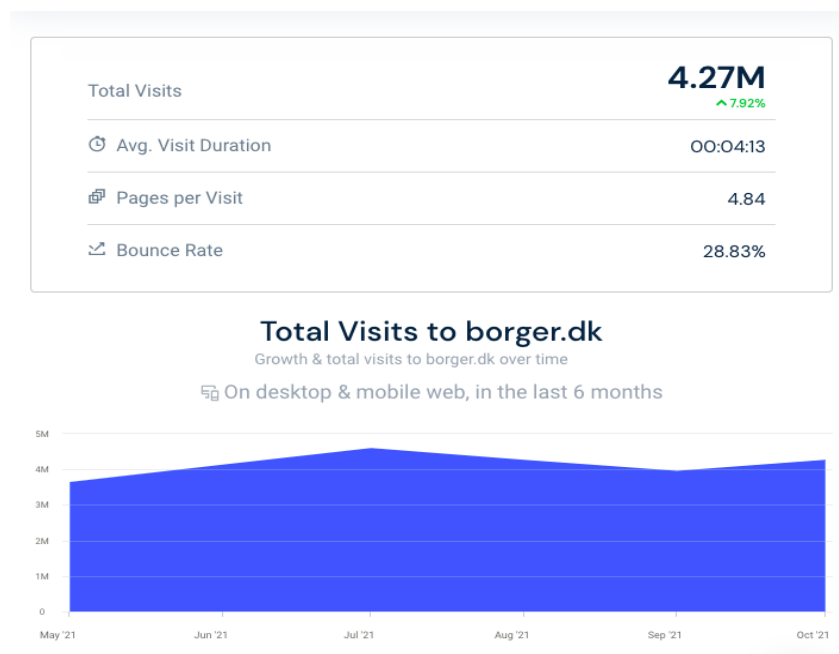 Total Visits 4.27M
7.92%
Avg. Visit Duration 00:04:13
Pages per Visit 4.84
Bounce Rate 28.83%
Total Visits to borger.dk
Growth & total visits to borger.dk over time
On desktop & mobile web, in the last 6 months
5M
4M
3M
2M
1M
0
May '21 Jun '21 Jul '21 Aug '21 Sep '21 Oct '21